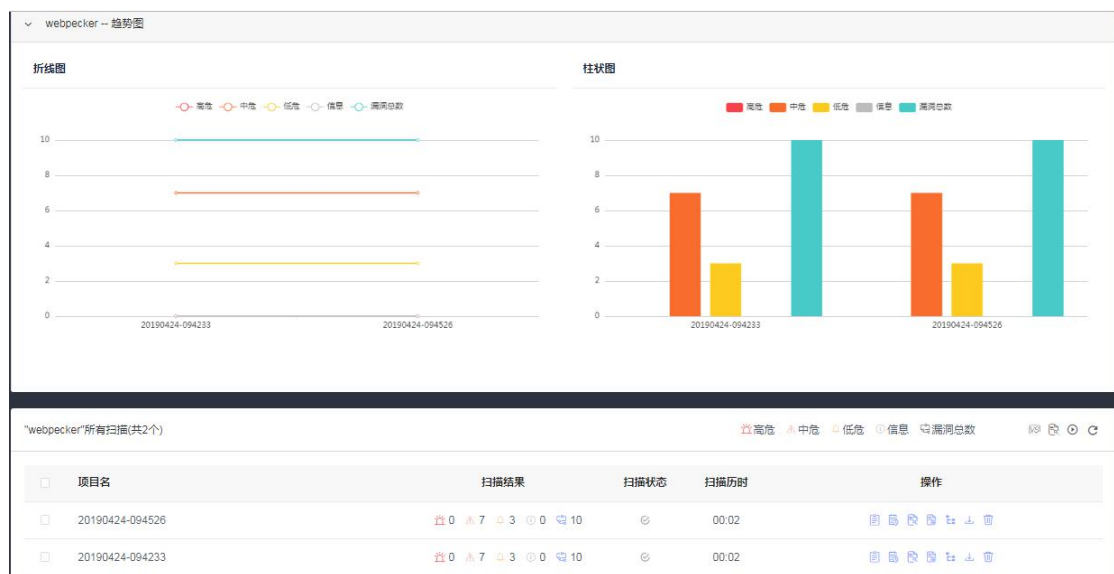 webpecker -- 趋势图
折线图
高危 中危 低危 信息 漏洞总数
10
8
6
4
2
0
20190424-094233 20190424-094526
柱状图
高危 中危 低危 信息 漏洞总数
10
8
6
4
2
0
20190424-094233 20190424-094526
"webpecker"所有扫描(共2个) 高危 中危 低危 信息 漏洞总数
项目名 扫描结果 扫描状态 扫描历时 操作
20190424-094526 0 7 3 0 10 00:02
20190424-094233 0 7 3 0 10 00:02